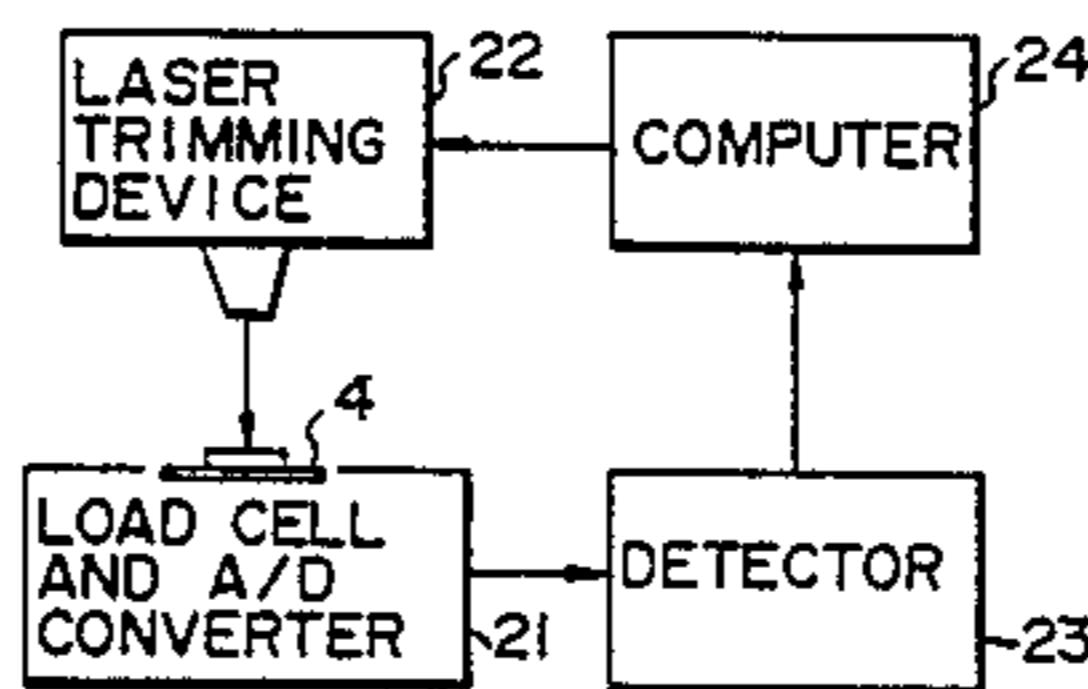 LASER
TRIMMING
DEVICE
22
COMPUTER
24
4
LOAD CELL
AND A/D
CONVERTER
21
DETECTOR
23